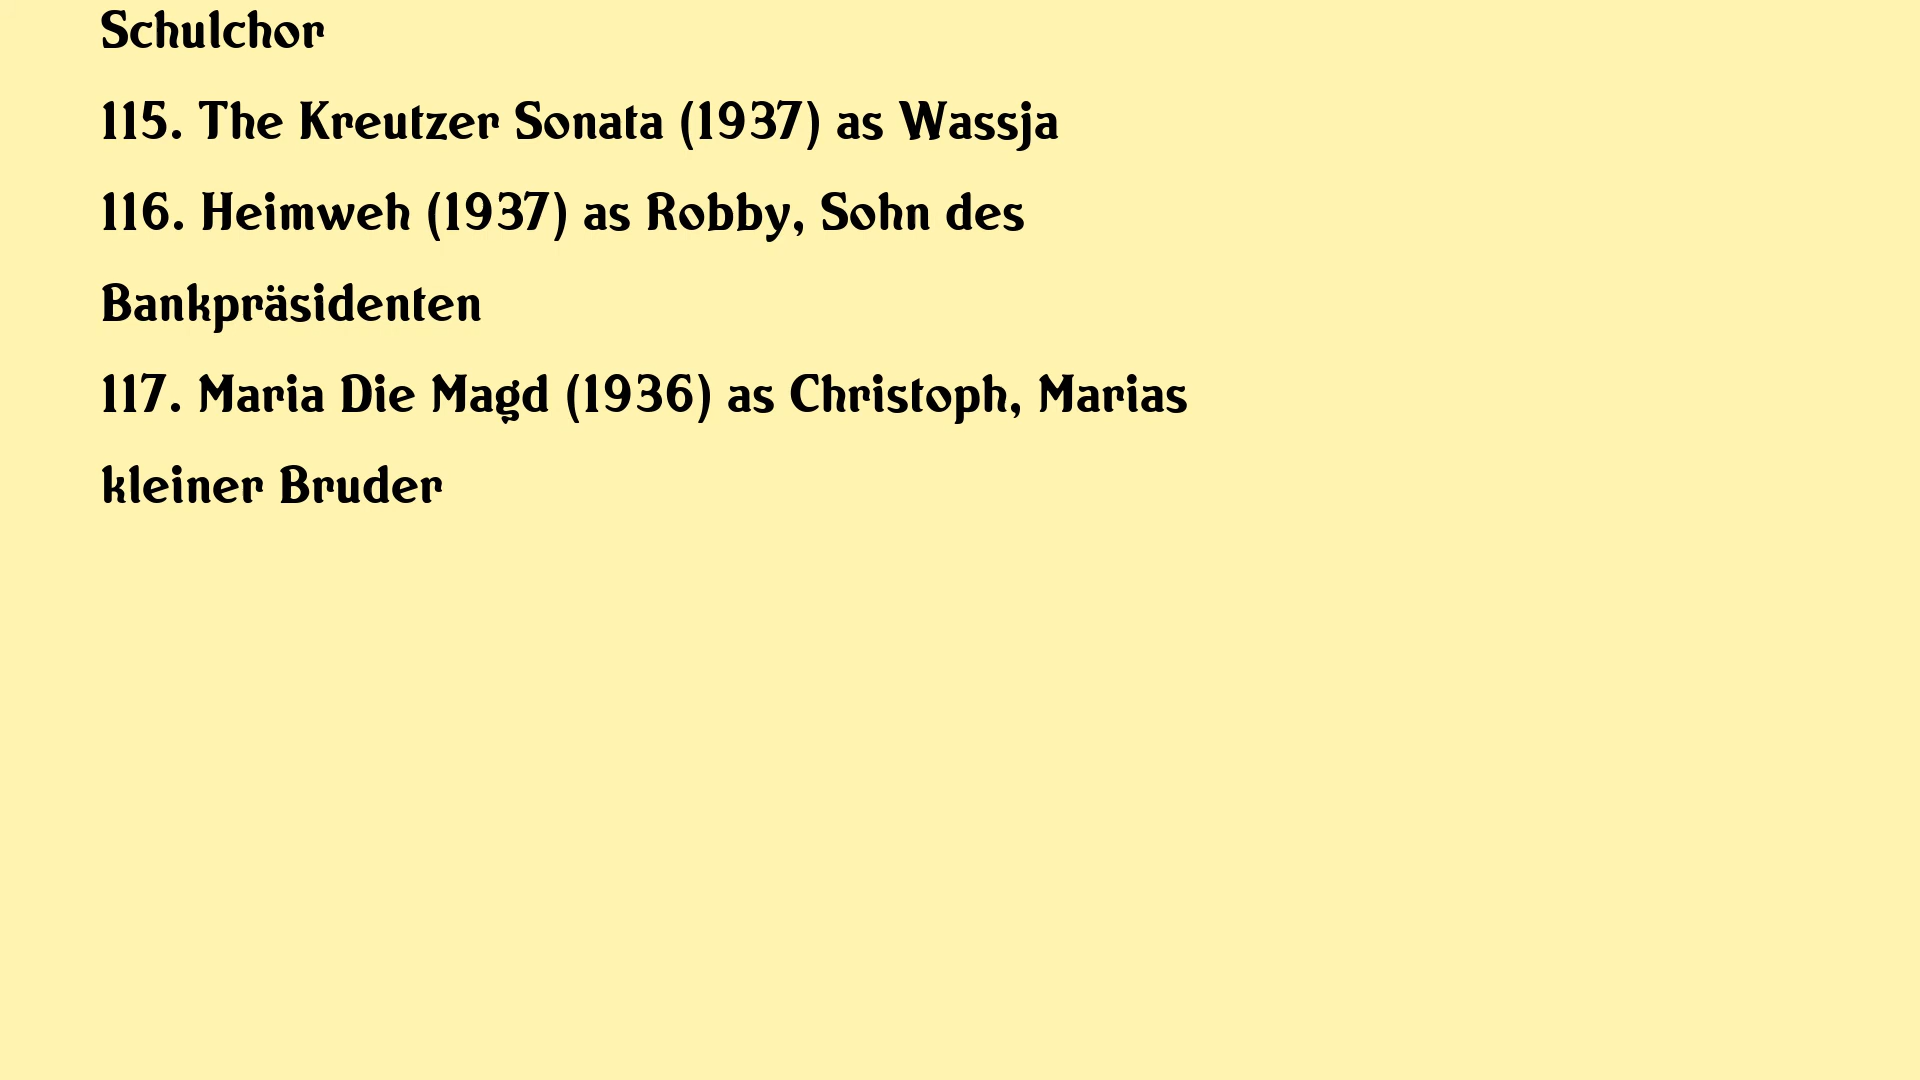 Schulchor
115. The Kreutzer Sonata (1937) as Wassja
116. Heimweh (1937) as Robby, Sohn des
Bankpräsidenten
117. Maria Die Magd (1936) as Christoph, Marias
kleiner Bruder